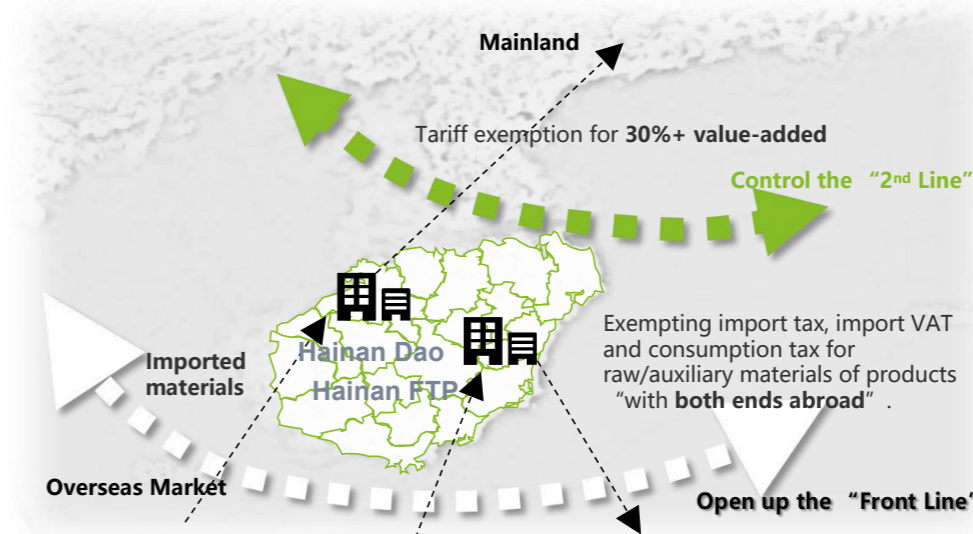 Mainland
Tariff exemption for 30%+ value-added
Control the “2nd Line”
Hainan Dao
Hainan FTP
Imported
materials
Exempting import tax, import VAT
and consumption tax for
raw/auxiliary materials of products
“with both ends abroad”.
Overseas Market
Open up the “Front Line”